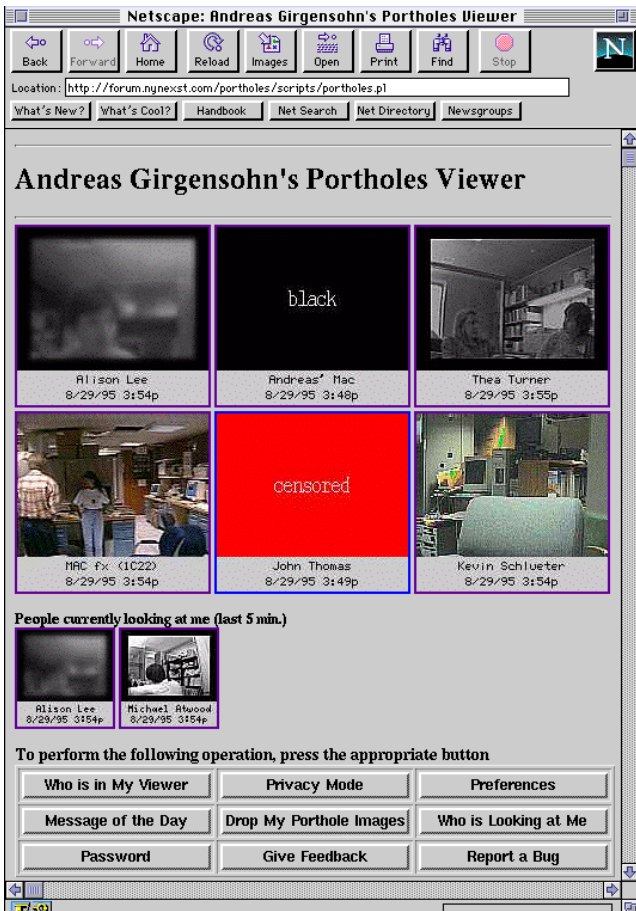 Netscape: Andreas Girgensohn's Portholes Viewer
Back Forward Home Reload Images Open Print Find Stop
N
Location: http://forum.nynexst.com/portholes/scripts/portholes.pl
What's New? What's Cool? Handbook Net Search Net Directory Newsgroups
Andreas Girgensohn's Portholes Viewer
black
Alison Lee Andreas' Mac Thea Turner
8/29/95 3:54p 8/29/95 3:48p 8/29/95 3:55p
censored
MAC fx (1C22) John Thomas Kevin Schlueter
8/29/95 3:54p 8/29/95 3:49p 8/29/95 3:54p
People currently looking at me (last 5 min.)
Alison Lee Michael Atwood
8/29/95 3:54p 8/29/95 3:54p
To perform the following operation, press the appropriate button
Who is in My Viewer Privacy Mode Preferences
Message of the Day Drop My Porthole Images Who is Looking at Me
Password Give Feedback Report a Bug